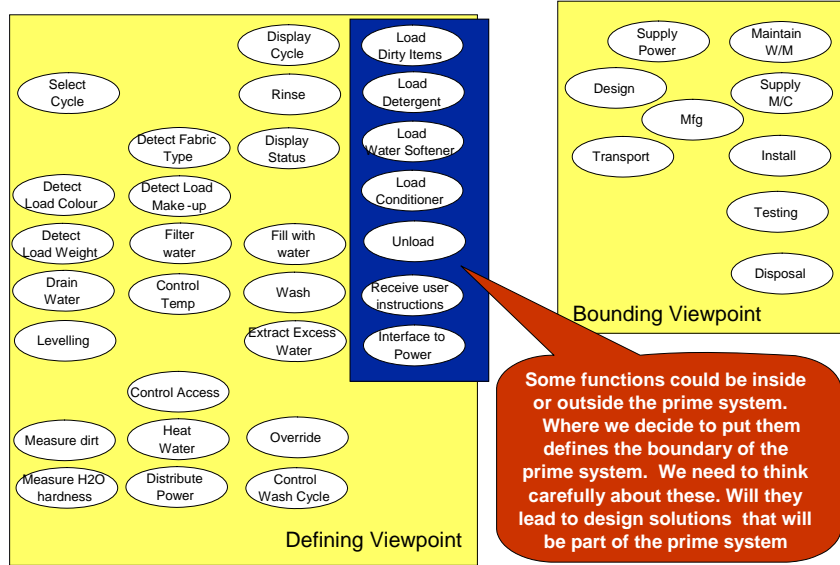 Display
Cycle
Select
Cycle
Rinse
Detect Fabric
Type
Display
Status
Detect
Load Colour
Detect Load
Make -up
Detect
Load Weight
Filter
water
Fill with
water
Drain
Water
Control
Temp
Wash
Levelling
Extract Excess
Water
Control Access
Measure dirt
Heat
Water
Override
Measure H2O
hardness
Distribute
Power
Control
Wash Cycle
Defining Viewpoint
Load
Dirty Items
Load
Detergent
Load
Water Softener
Load
Conditioner
Unload
Receive user
instructions
Interface to
Power
Supply
Power
Maintain
W/M
Design
Supply
M/C
Mfg
Transport
Install
Testing
Disposal
Bounding Viewpoint
Some functions could be inside
or outside the prime system.
Where we decide to put them
defines the boundary of the
prime system. We need to think
carefully about these. Will they
lead to design solutions that will
be part of the prime system